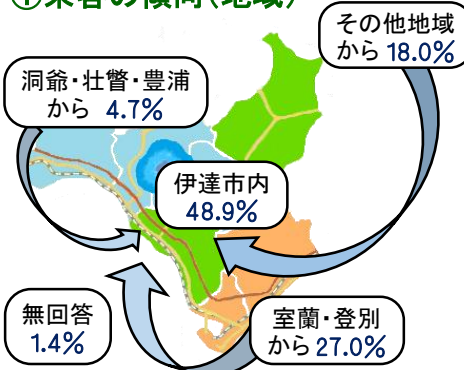 ①来客の傾向(地域)
その他地域
から 18.0%
洞爺・壮瞥・豊浦
から 4.7%
伊達市内
48.9%
無回答
1.4%
室蘭・登別
から 27.0%